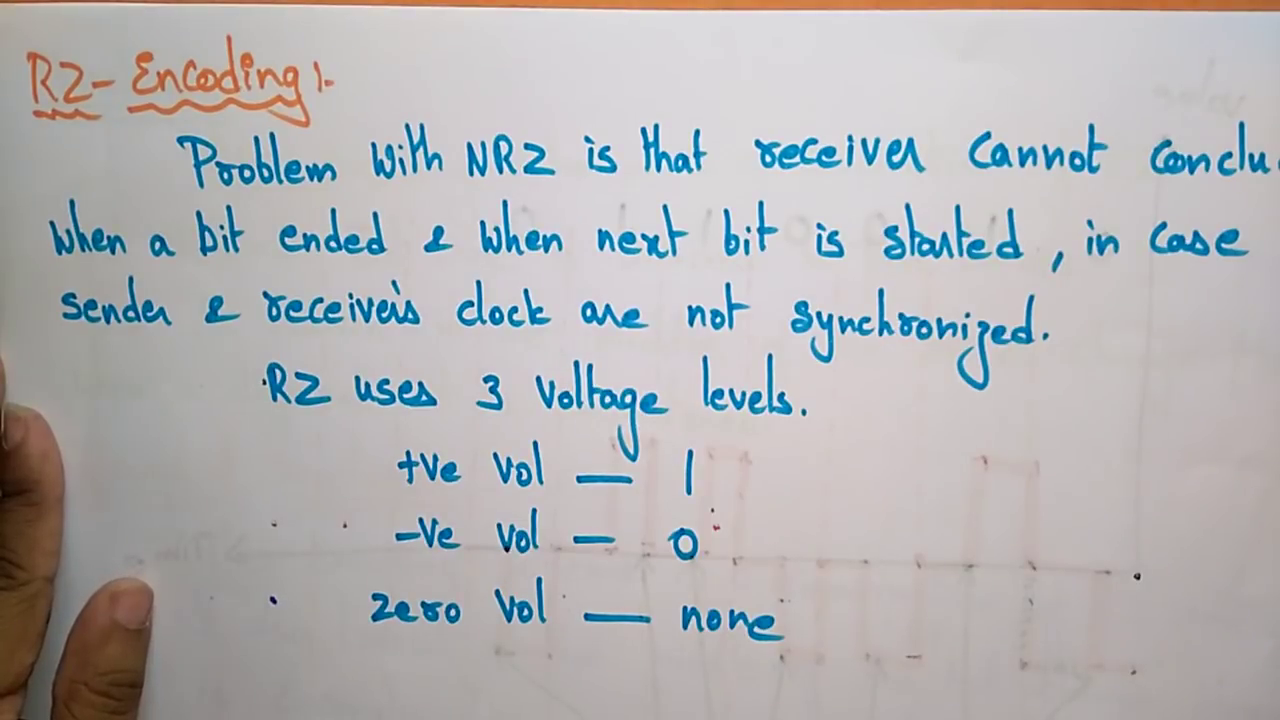 RZ- Encoding :-
Problem with NRZ is that receiver cannot conclu
when a bit ended & when next bit is started, in case
sender & receiver's clock are not synchronized.
RZ uses 3 voltage levels.
+ve vol — 1
-ve vol — 0
zero vol — none